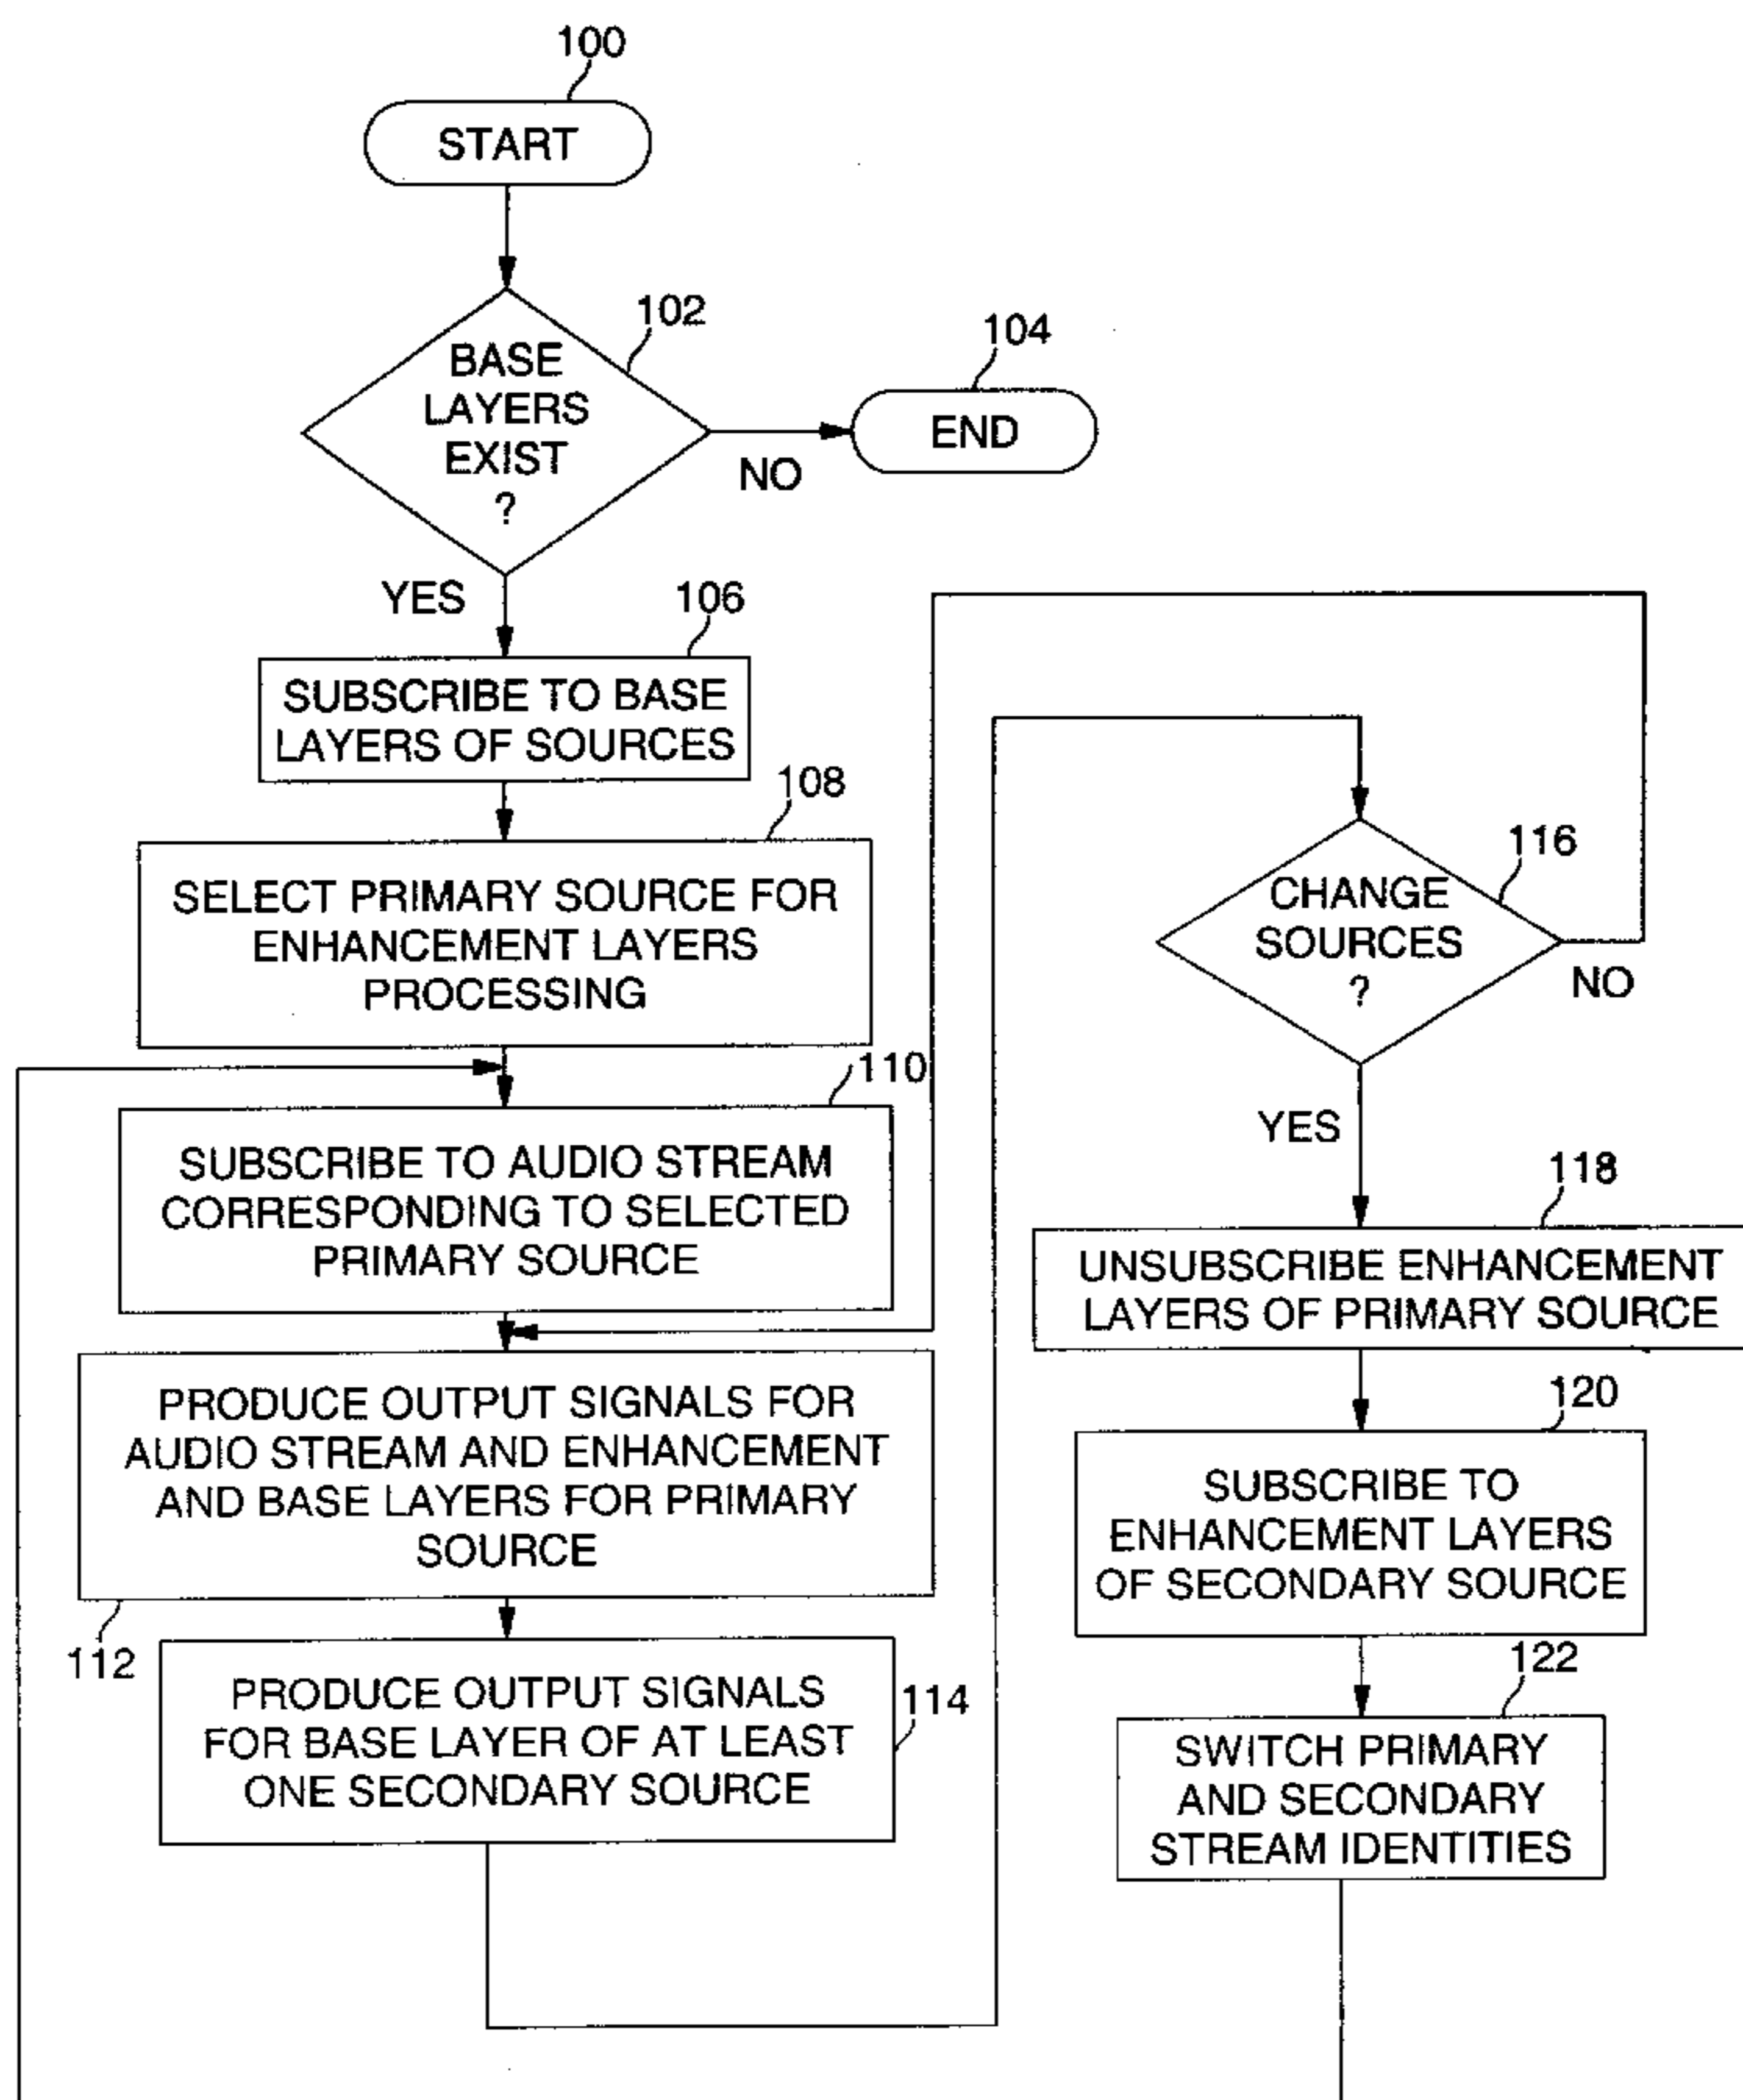 100
START
102
BASE
LAYERS
EXIST
?
104
END
NO
YES
106
SUBSCRIBE TO BASE
LAYERS OF SOURCES
108
SELECT PRIMARY SOURCE FOR
ENHANCEMENT LAYERS
PROCESSING
110
SUBSCRIBE TO AUDIO STREAM
CORRESPONDING TO SELECTED
PRIMARY SOURCE
PRODUCE OUTPUT SIGNALS FOR
AUDIO STREAM AND ENHANCEMENT
AND BASE LAYERS FOR PRIMARY
SOURCE
112
PRODUCE OUTPUT SIGNALS
FOR BASE LAYER OF AT LEAST
ONE SECONDARY SOURCE
114
116
CHANGE
SOURCES
?
NO
YES
118
UNSUBSCRIBE ENHANCEMENT
LAYERS OF PRIMARY SOURCE
120
SUBSCRIBE TO
ENHANCEMENT LAYERS
OF SECONDARY SOURCE
122
SWITCH PRIMARY
AND SECONDARY
STREAM IDENTITIES